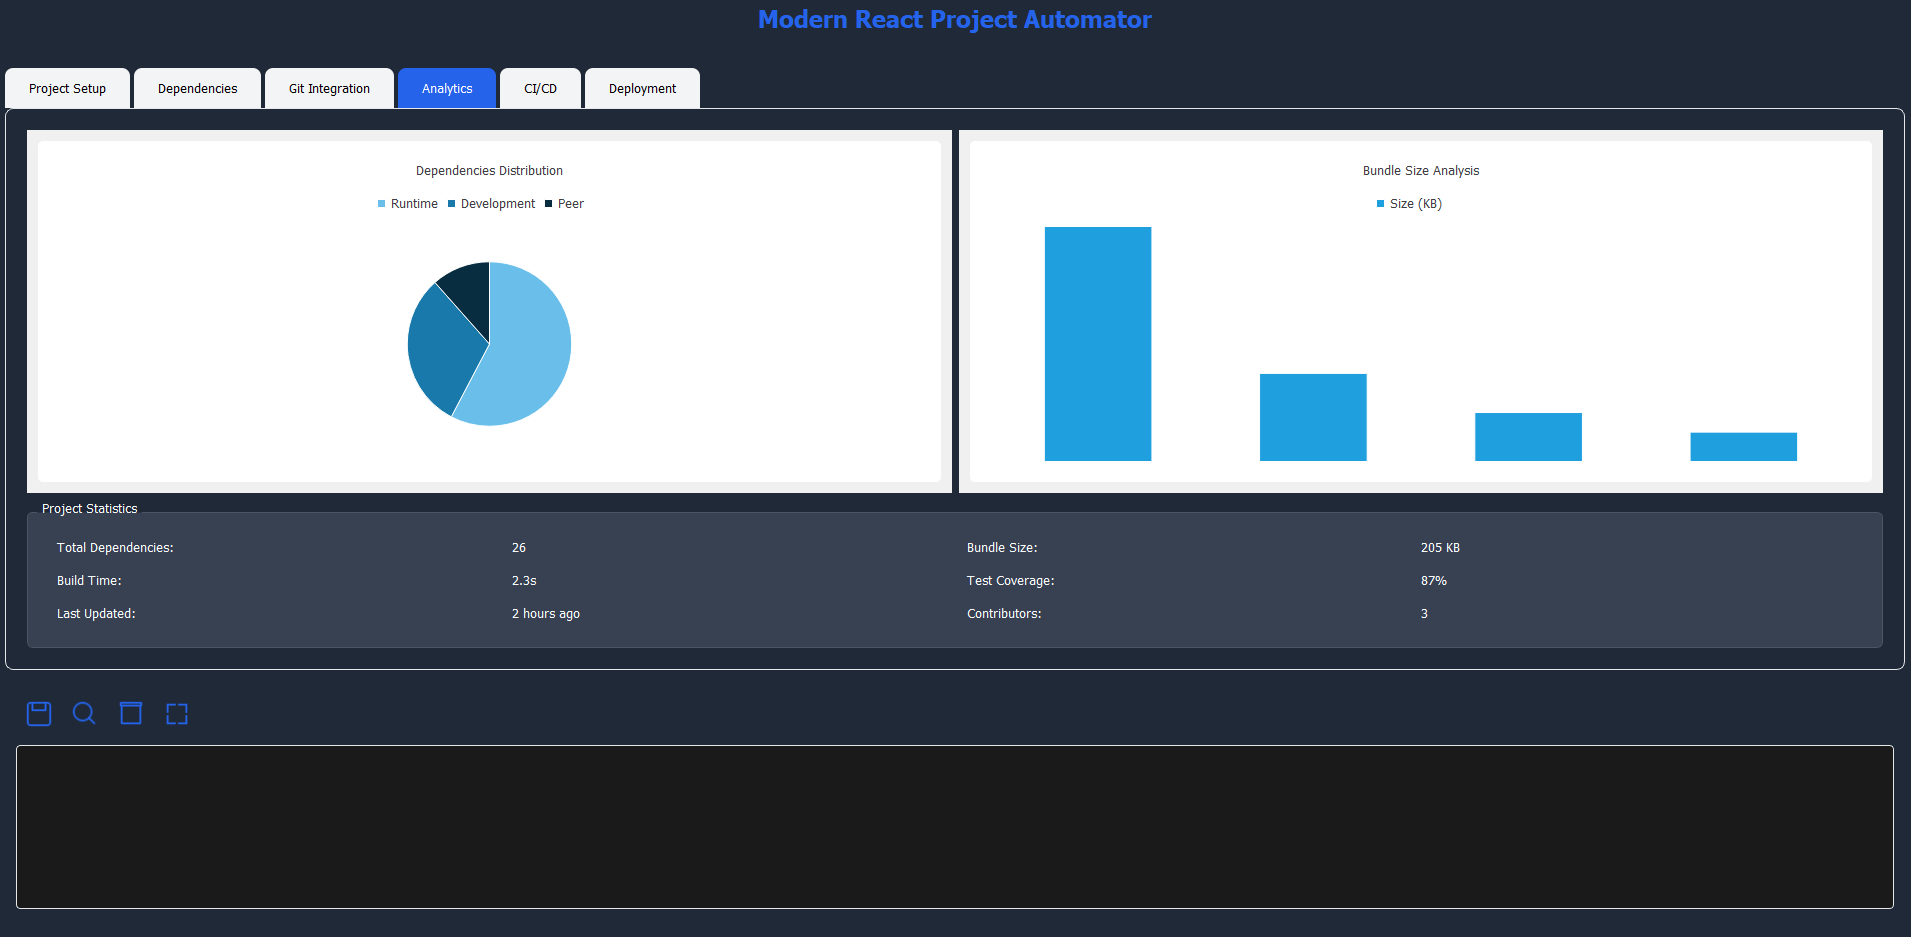 Modern React Project Automator
Project Setup Dependencies Git Integration Analytics CI/CD Deployment
Dependencies Distribution
Runtime Development Peer
Bundle Size Analysis
Size (KB)
Project Statistics
Total Dependencies: 26 Bundle Size: 205 KB
Build Time: 2.3s Test Coverage: 87%
Last Updated: 2 hours ago Contributors: 3